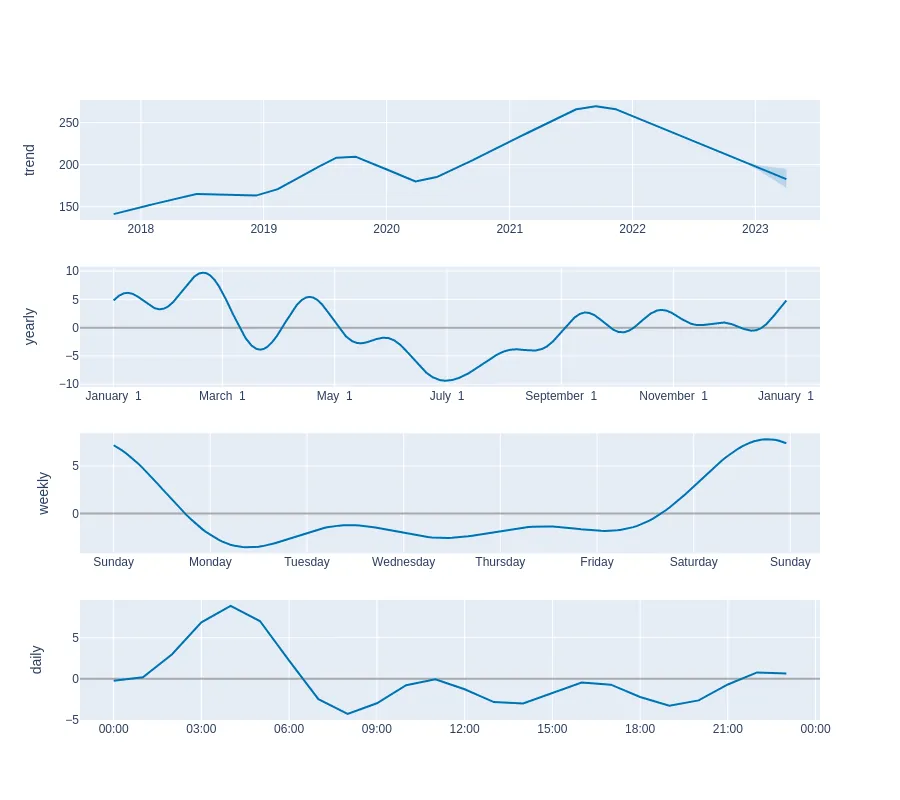 trend
250
200
150
2018 2019 2020 2021 2022 2023
yearly
10
5
0
−5
−10
January 1 March 1 May 1 July 1 September 1 November 1 January 1
weekly
5
0
Sunday Monday Tuesday Wednesday Thursday Friday Saturday Sunday
daily
5
0
−5
00:00 03:00 06:00 09:00 12:00 15:00 18:00 21:00 00:00